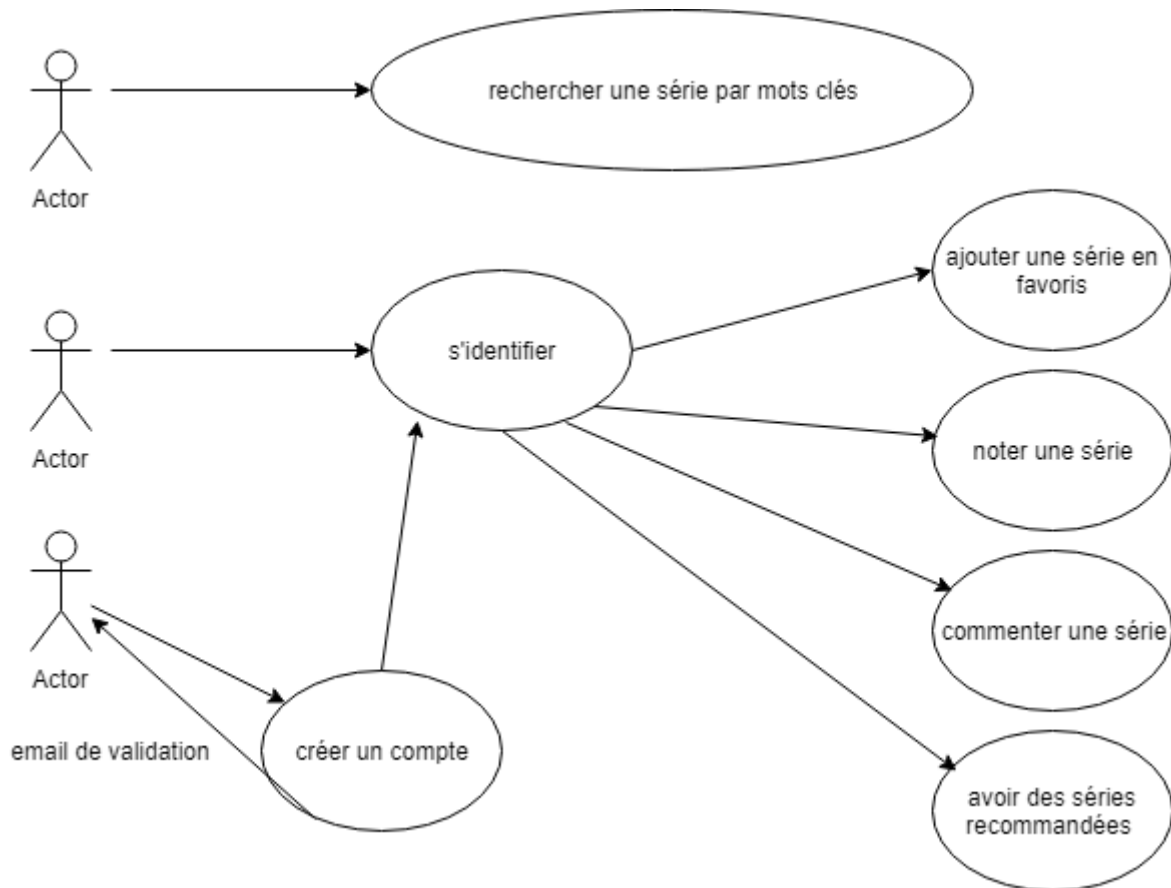 rechercher une série par mots clés
Actor
ajouter une série en
favoris
s'identifier
Actor
noter une série
commenter une série
Actor
email de validation
créer un compte
avoir des séries
recommandées